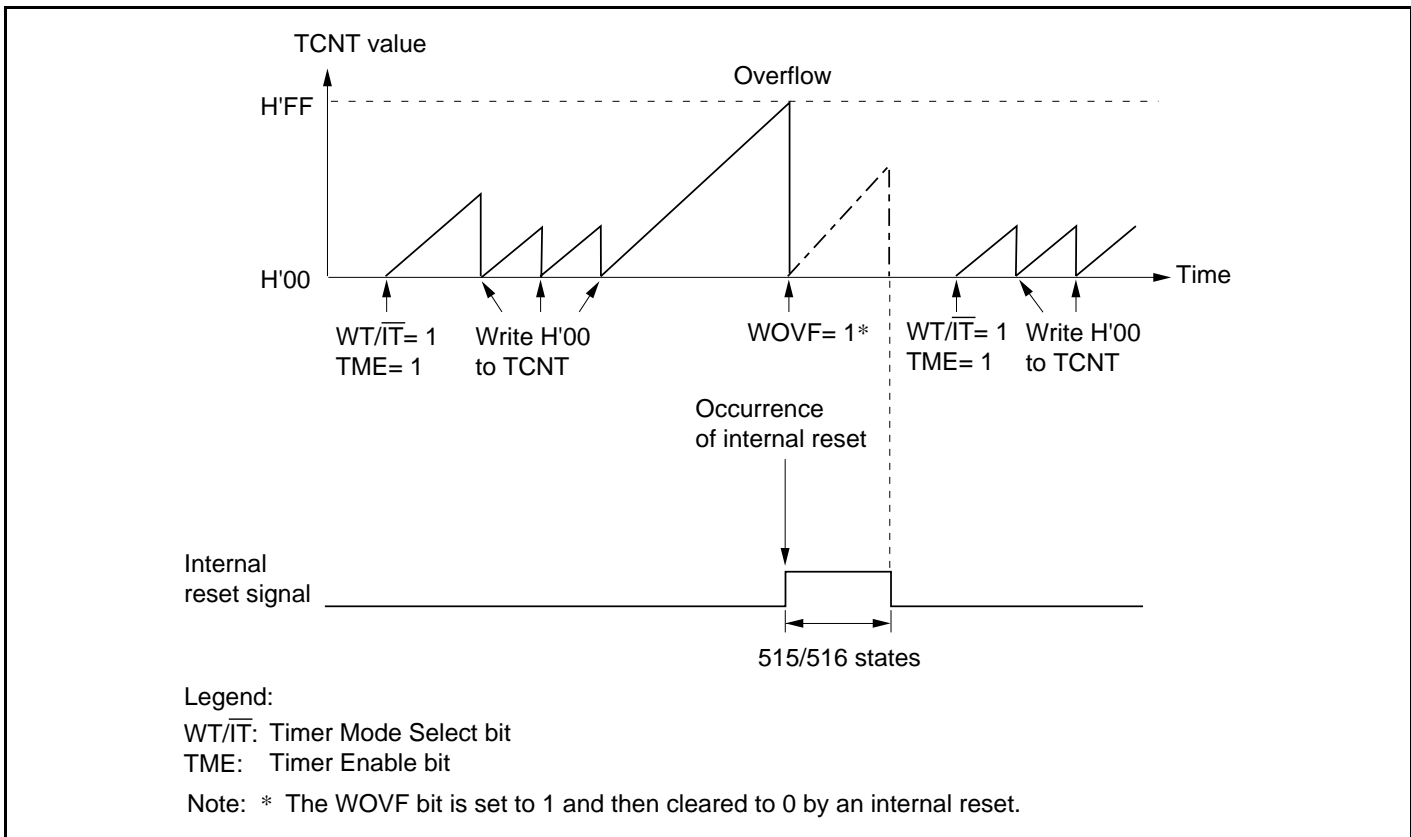 TCNT value
Overflow
H'FF
H'00
Time
WT/IT= 1
TME= 1
Write H'00
to TCNT
WOVF= 1*
WT/IT= 1
TME= 1
Write H'00
to TCNT
Occurrence
of internal reset
Internal
reset signal
515/516 states
Legend:
WT/IT: Timer Mode Select bit
TME: Timer Enable bit
Note: * The WOVF bit is set to 1 and then cleared to 0 by an internal reset.